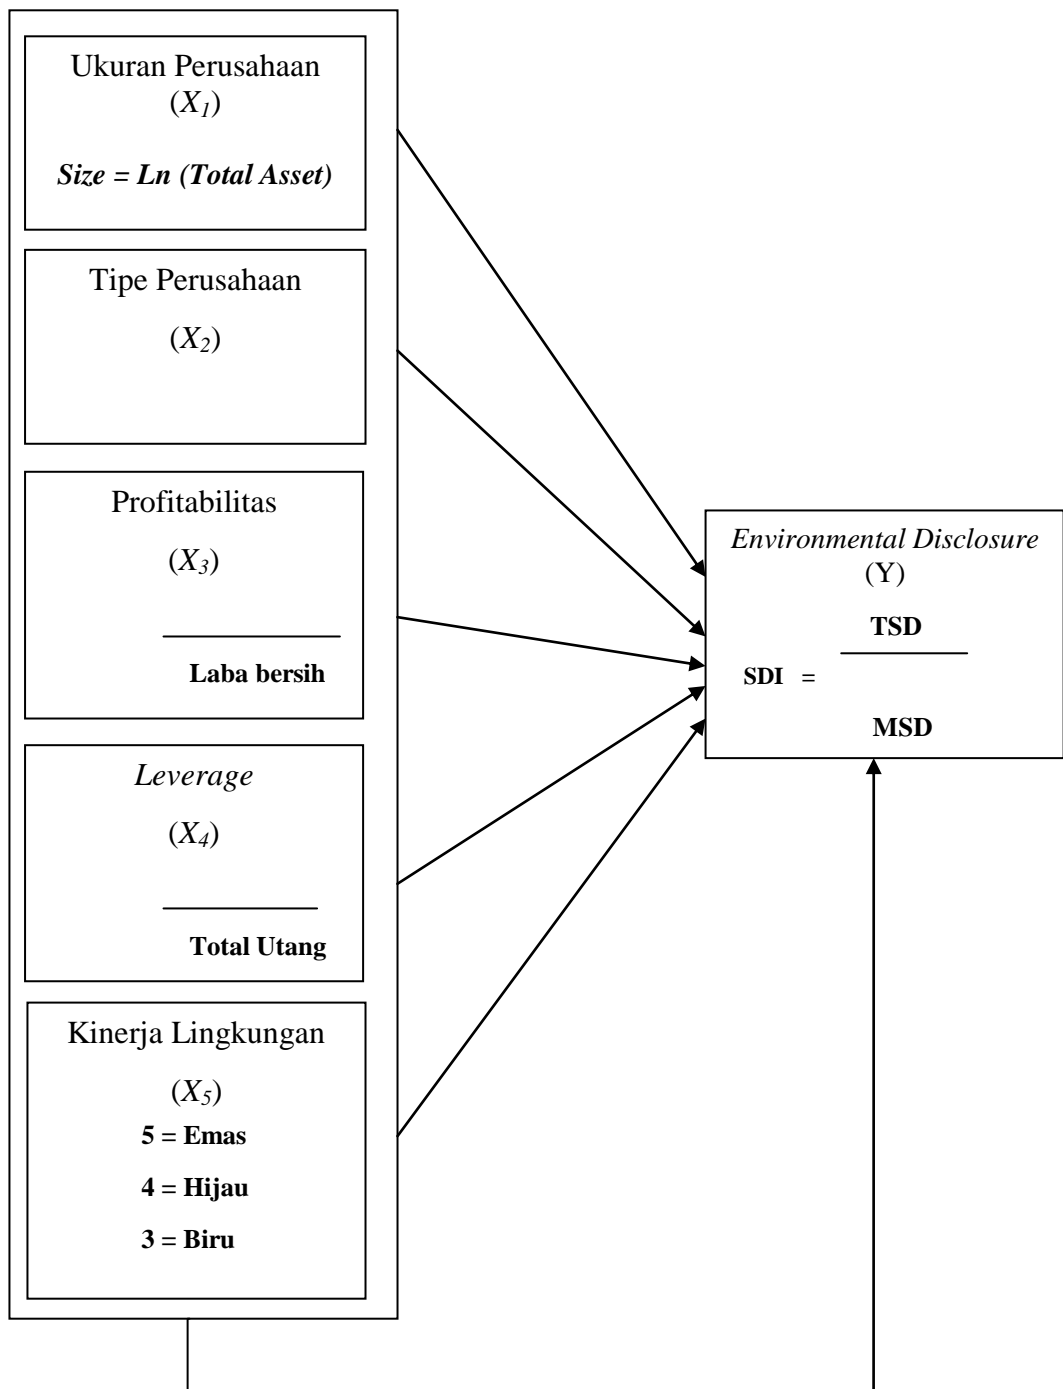 Ukuran Perusahaan
(X1)
Size = Ln (Total Asset)
Tipe Perusahaan
(X2)
Profitabilitas
(X3)
Laba bersih
Leverage
(X4)
Total Utang
Kinerja Lingkungan
(X5)
5 = Emas
4 = Hijau
3 = Biru
Environmental Disclosure
(Y)
TSD
SDI =
MSD